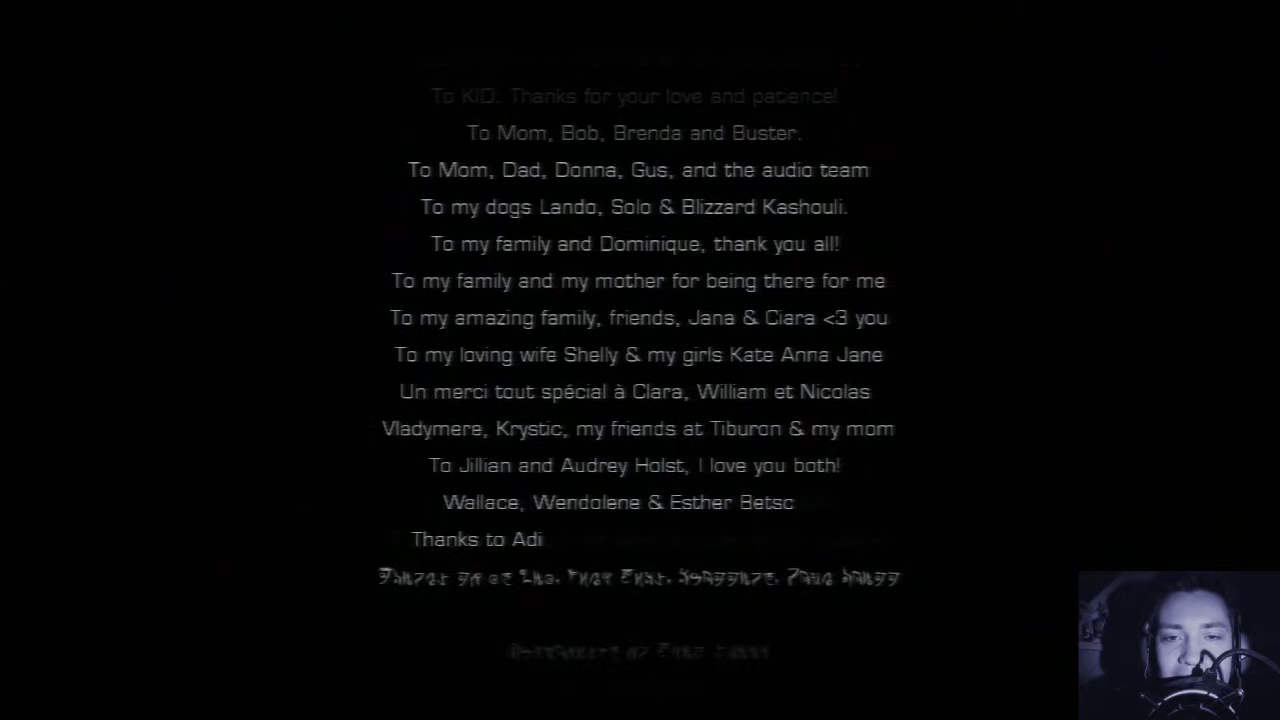 To KID. Thanks for your love and patience!
To Mom, Bob, Brenda and Buster.
To Mom, Dad, Donna, Gus, and the audio team
To my dogs Lando, Solo & Blizzard Kashouli.
To my family and Dominique, thank you all!
To my family and my mother for being there for me
To my amazing family, friends, Jana & Ciara <3 you
To my loving wife Shelly & my girls Kate Anna Jane
Un merci tout spécial à Clara, William et Nicolas
Vladymere, Krystic, my friends at Tiburon & my mom
To Jillian and Audrey Holst, I love you both!
Wallace, Wendolene & Esther Betsc
Thanks to Adi